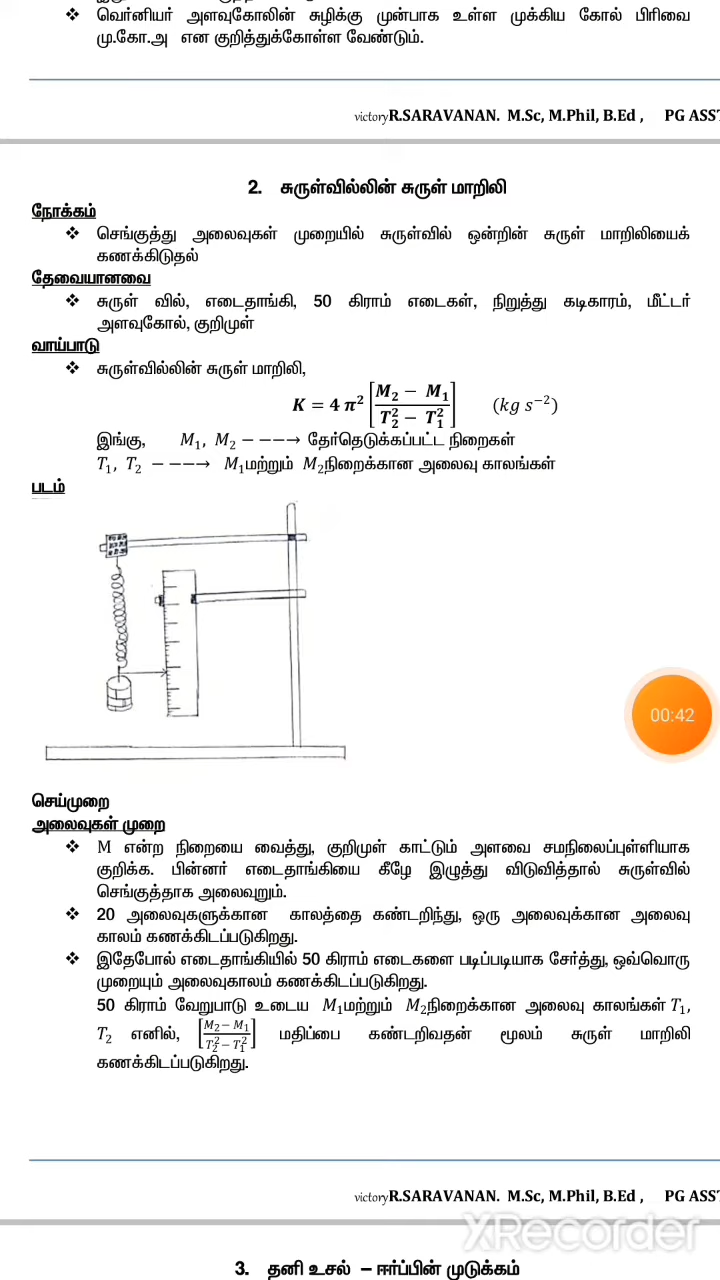 ❖ வெர்னியர் அளவுகோலின் சுழிக்கு முன்பாக உள்ள முக்கிய கோல் பிரிவை
மு.கோ.அ என குறித்துக்கோள்ள வேண்டும்.
victoryR.SARAVANAN. M.Sc, M.Phil, B.Ed , PG ASST
2. சுருள்வில்லின் சுருள் மாறிலி
நோக்கம்
❖ செங்குத்து அலைவுகள் முறையில் சுருள்வில் ஒன்றின் சுருள் மாறிலியைக்
கணக்கிடுதல்
தேவையானவை
❖ சுருள் வில், எடைதாங்கி, 50 கிராம் எடைகள், நிறுத்து கடிகாரம், மீட்டர்
அளவுகோல், குறிமுள்
வாய்பாடு
❖ சுருள்வில்லின் சுருள் மாறிலி,
K = 4 π² [(M₂ − M₁)/(T₂² − T₁²)] (kg s⁻²)
இங்கு, M₁, M₂ − −−−→ தேர்தெடுக்கப்பட்ட நிறைகள்
T₁, T₂ − −−−→ M₁மற்றும் M₂நிறைக்கான அலைவு காலங்கள்
படம்
00:42
செய்முறை
அலைவுகள் முறை
❖ M என்ற நிறையை வைத்து, குறிமுள் காட்டும் அளவை சமநிலைப்புள்ளியாக
குறிக்க. பின்னர் எடைதாங்கியை கீழே இழுத்து விடுவித்தால் சுருள்வில்
செங்குத்தாக அலைவுறும்.
❖ 20 அலைவுகளுக்கான காலத்தை கண்டறிந்து, ஒரு அலைவுக்கான அலைவு
காலம் கணக்கிடப்படுகிறது.
❖ இதேபோல் எடைதாங்கியில் 50 கிராம் எடைகளை படிப்படியாக சேர்த்து, ஒவ்வொரு
முறையும் அலைவுகாலம் கணக்கிடப்படுகிறது.
50 கிராம் வேறுபாடு உடைய M₁மற்றும் M₂நிறைக்கான அலைவு காலங்கள் T₁,
T₂ எனில், [(M₂− M₁)/(T₂²− T₁²)] மதிப்பை கண்டறிவதன் மூலம் சுருள் மாறிலி
கணக்கிடப்படுகிறது.
victoryR.SARAVANAN. M.Sc, M.Phil, B.Ed , PG ASST
XRecorder
3. தனி உசல் – ஈர்ப்பின் முடுக்கம்